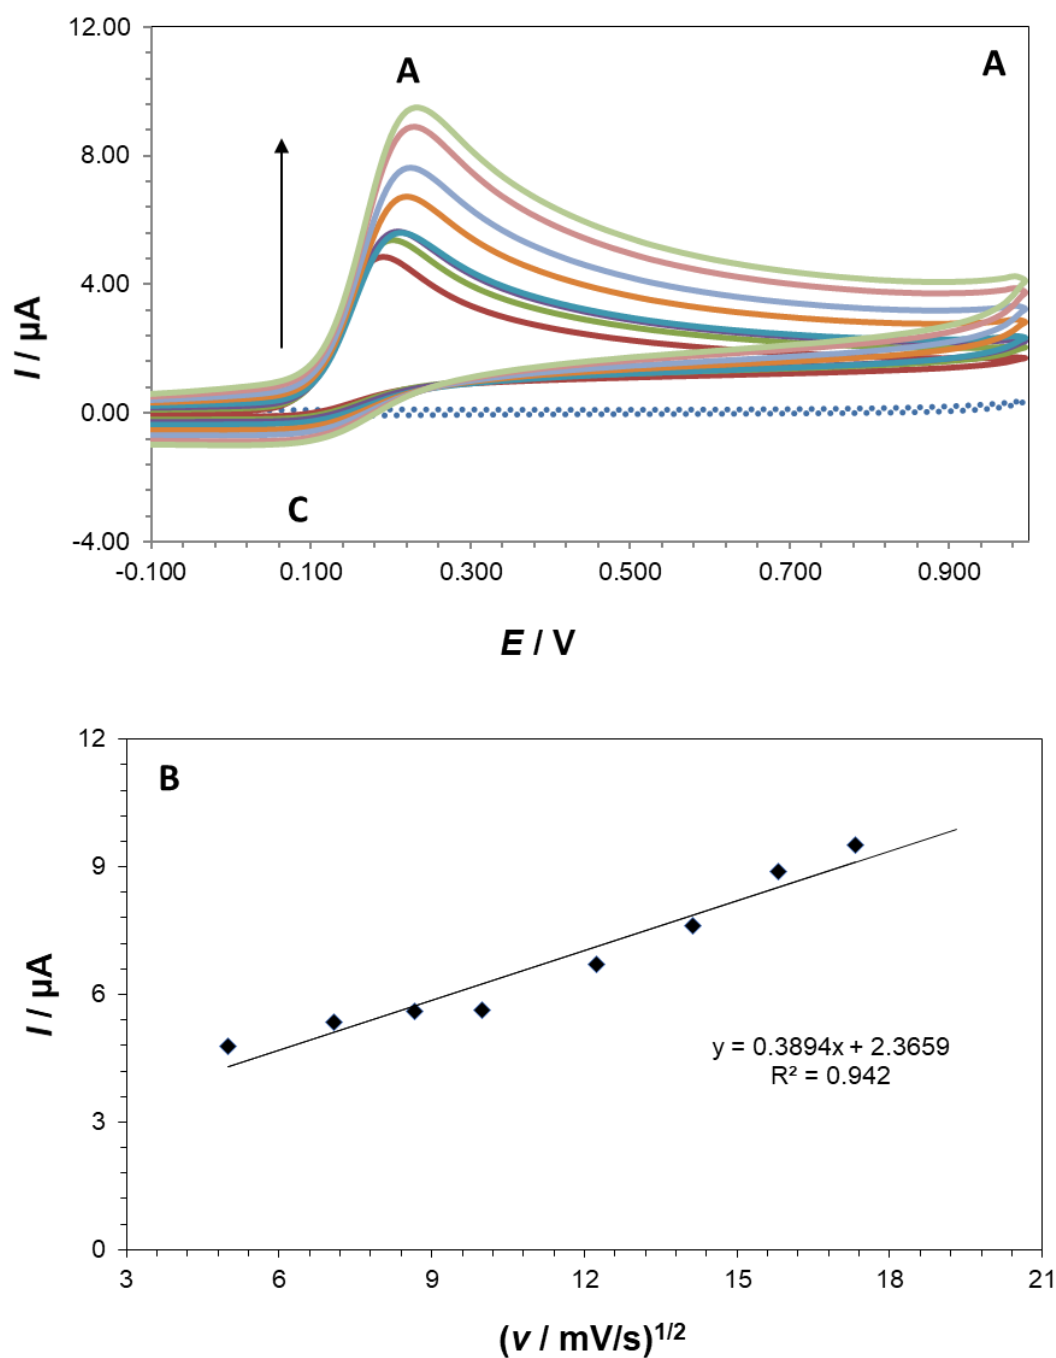 12.00
A
A
8.00
4.00
I / µA
0.00
C
-4.00
-0.100
0.100
0.300
0.500
0.700
0.900
E / V
12
B
9
I / µA
6
y = 0.3894x + 2.3659
R² = 0.942
3
0
3
6
9
12
15
18
21
(v / mV/s)1/2